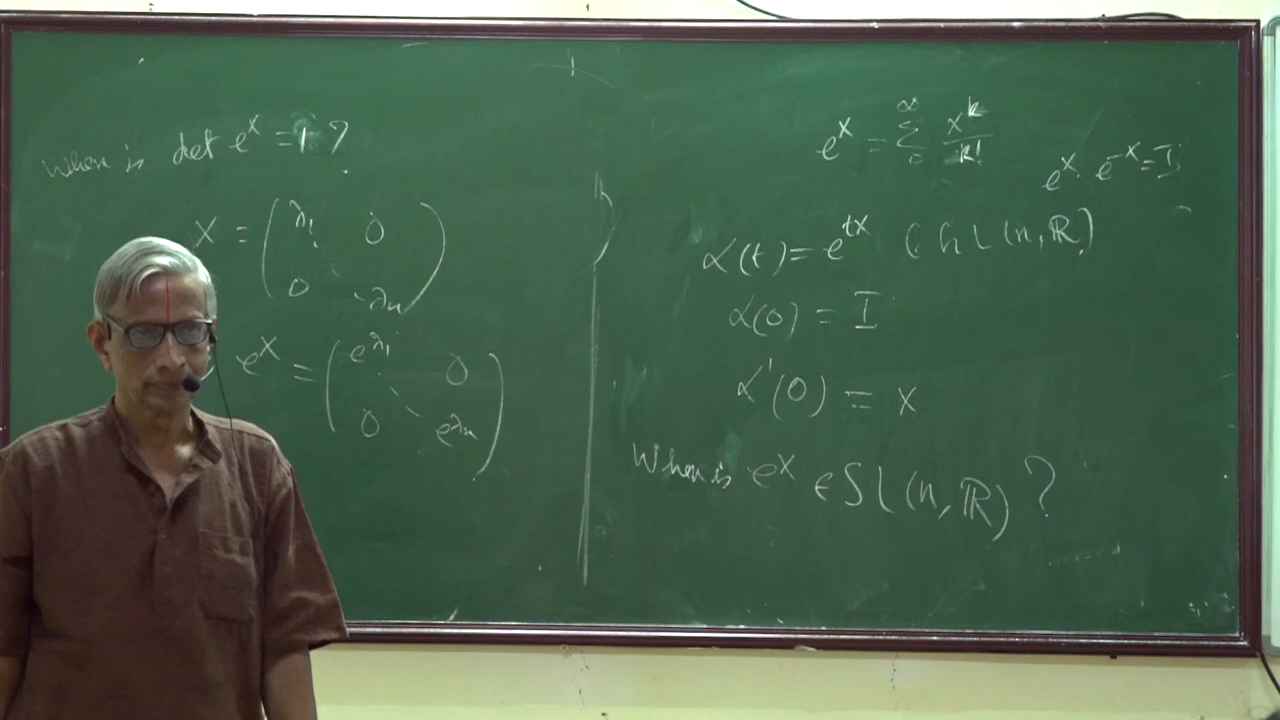 When is det e^X = 1 ?
X = ( λ₁ 0
⋱
0 λₙ )
e^X = ( e^λ₁ 0
⋱
0 e^λₙ )
e^X = ∑₀^∞ X^k / k!
e^X . e^-X = I
α(t) = e^tX ∈ GL(n, ℝ)
α(0) = I
α'(0) = X
When is e^X ∈ SL(n, ℝ) ?